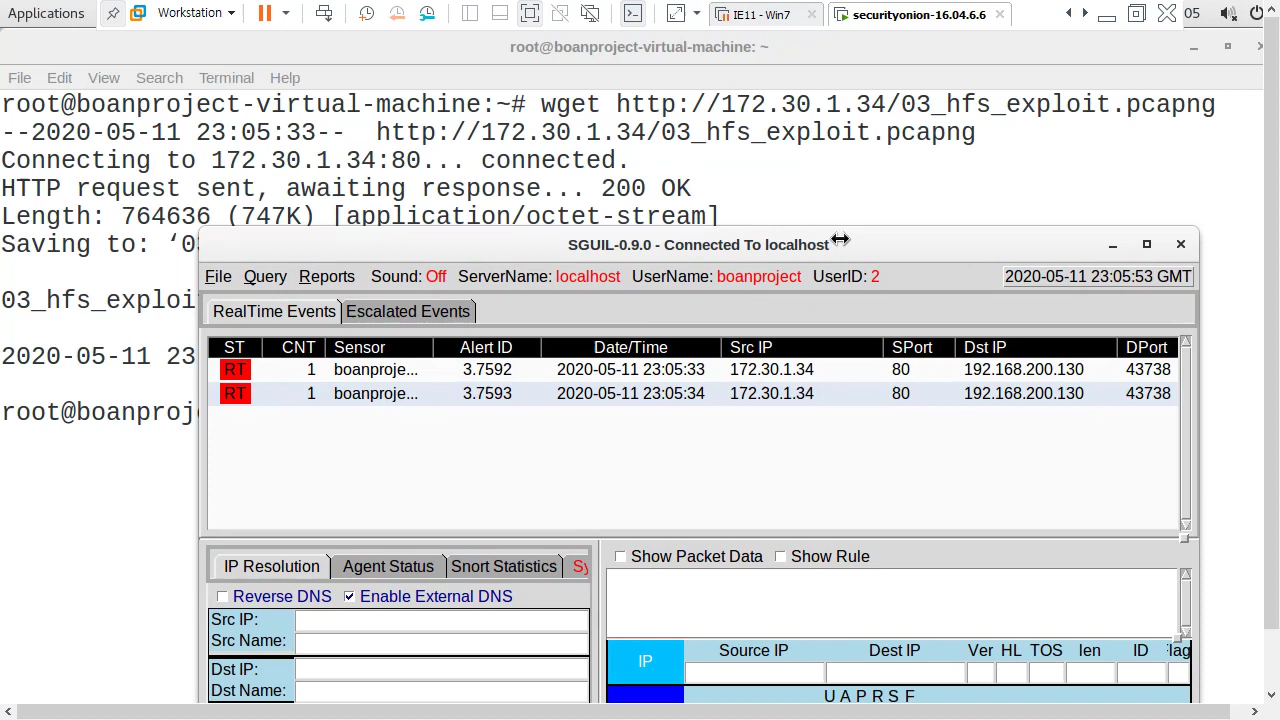 Applications Workstation IE11 - Win7 securityonion-16.04.6.6 05
root@boanproject-virtual-machine: ~
File Edit View Search Terminal Help
root@boanproject-virtual-machine:~# wget http://172.30.1.34/03_hfs_exploit.pcapng
--2020-05-11 23:05:33-- http://172.30.1.34/03_hfs_exploit.pcapng
Connecting to 172.30.1.34:80... connected.
HTTP request sent, awaiting response... 200 OK
Length: 764636 (747K) [application/octet-stream]
Saving to: ‘03
03_hfs_exploi
2020-05-11 23
root@boanproj
SGUIL-0.9.0 - Connected To localhost
File Query Reports Sound: Off ServerName: localhost UserName: boanproject UserID: 2 2020-05-11 23:05:53 GMT
RealTime Events Escalated Events
ST CNT Sensor Alert ID Date/Time Src IP SPort Dst IP DPort
RT 1 boanproje... 3.7592 2020-05-11 23:05:33 172.30.1.34 80 192.168.200.130 43738
RT 1 boanproje... 3.7593 2020-05-11 23:05:34 172.30.1.34 80 192.168.200.130 43738
IP Resolution Agent Status Snort Statistics Sy
Reverse DNS Enable External DNS
Src IP:
Src Name:
Dst IP:
Dst Name:
Show Packet Data Show Rule
IP Source IP Dest IP Ver HL TOS len ID lag
U A P R S F